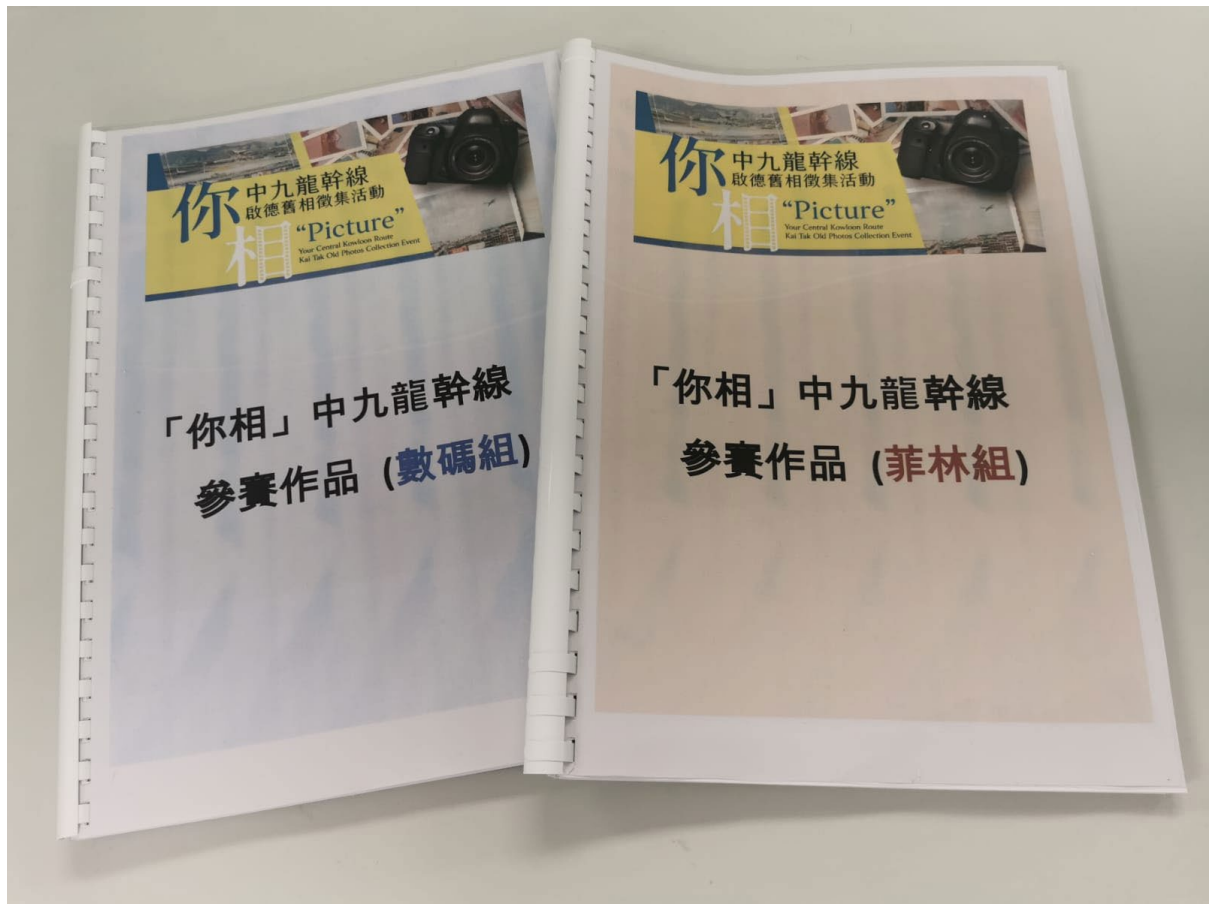 你相
中九龍幹線
啟德舊相徵集活動
“Picture”
Your Central Kowloon Route
Kai Tak Old Photos Collection Event
「你相」中九龍幹線
參賽作品 (數碼組)
你相
中九龍幹線
啟德舊相徵集活動
“Picture”
Your Central Kowloon Route
Kai Tak Old Photos Collection Event
「你相」中九龍幹線
參賽作品 (菲林組)